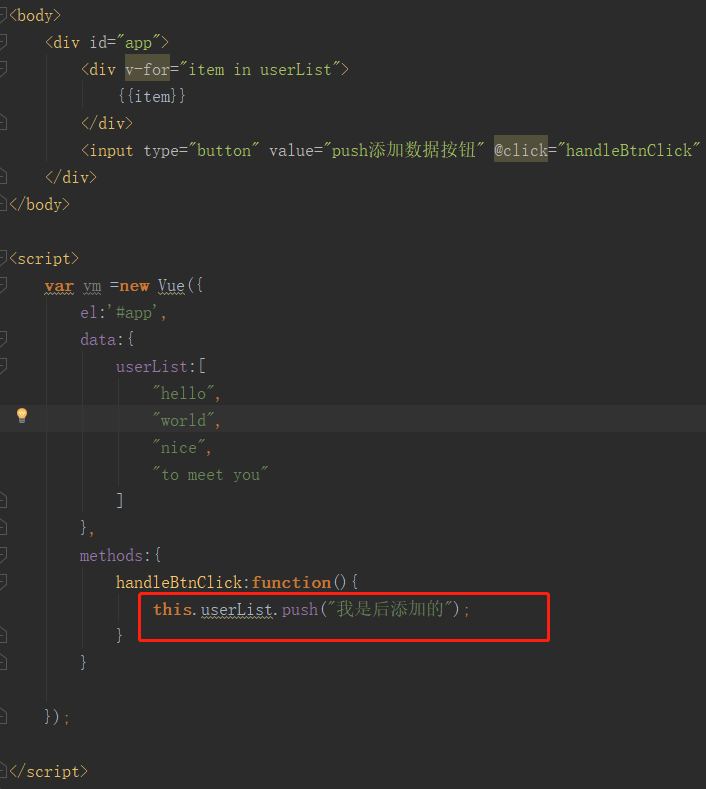 <body>
<div id="app">
<div v-for="item in userList">
{{item}}
</div>
<input type="button" value="push添加数据按钮" @click="handleBtnClick"
</div>
</body>
<script>
var vm =new Vue({
el:'#app',
data:{
userList:[
"hello",
"world",
"nice",
"to meet you"
]
},
methods:{
handleBtnClick:function(){
this.userList.push("我是后添加的");
}
}
});
</script>